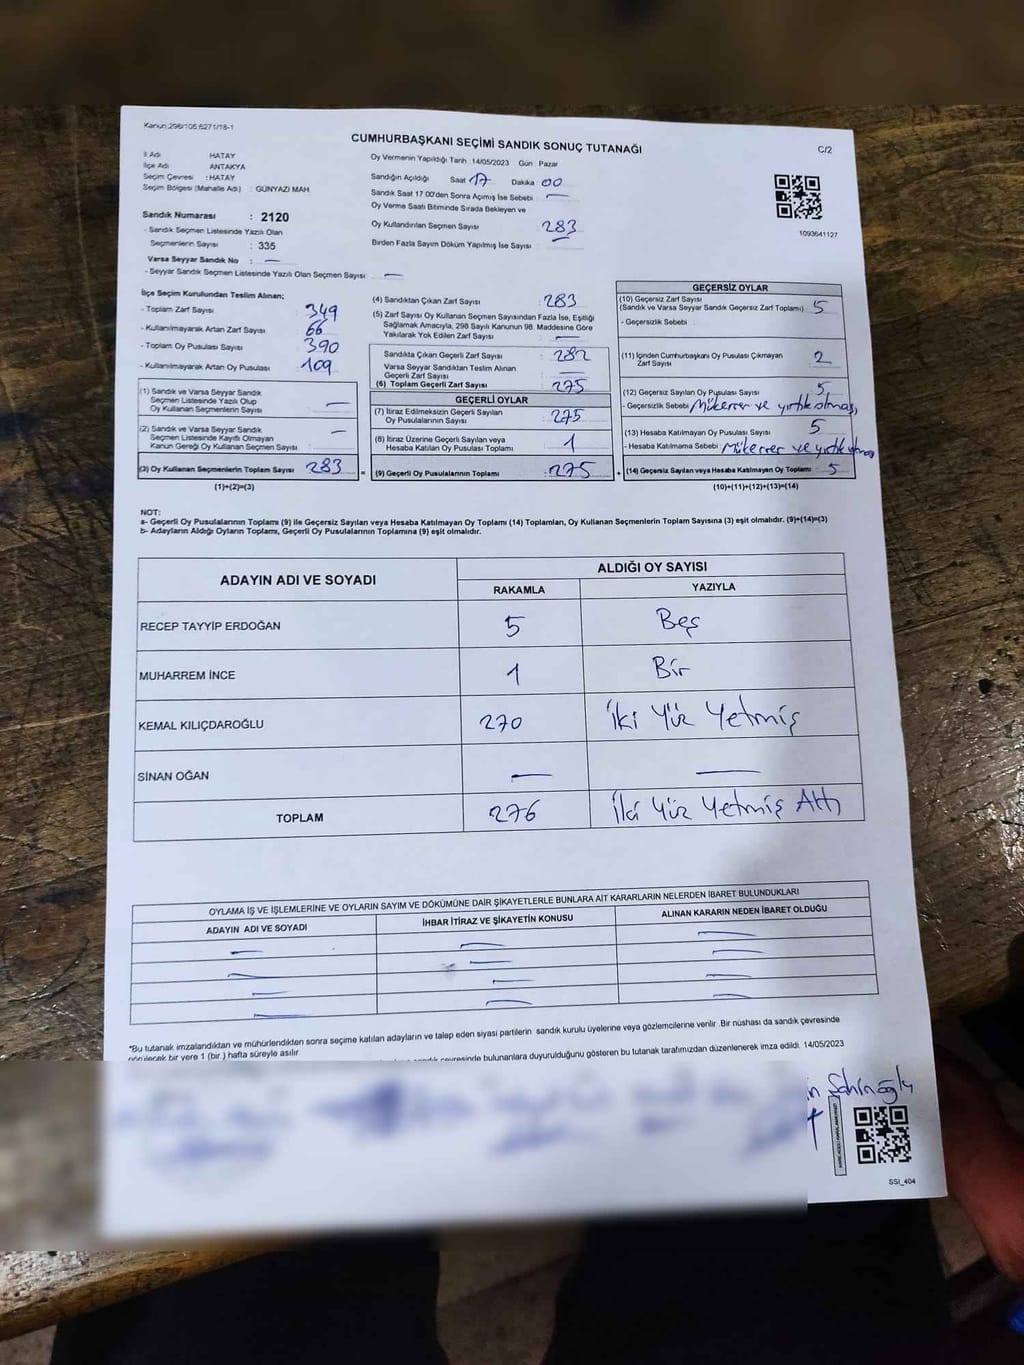 Kanun:298/105;6271/18-1
CUMHURBAŞKANI SEÇİMİ SANDIK SONUÇ TUTANAĞI
C/2
İl Adı HATAY
İlçe Adı ANTAKYA
Seçim Çevresi : HATAY
Seçim Bölgesi (Mahalle Adı) : GÜNYAZI MAH.
Oy Vermenin Yapıldığı Tarih 14/05/2023 Gün : Pazar
Sandığın Açıldığı Saat 17 Dakika 00
Sandık Saat 17:00'den Sonra Açımış İse Sebebi —
Oy Verme Saati Bitiminde Sırada Bekleyen ve
Oy Kullandırılan Seçmen Sayısı 283
Birden Fazla Sayım Döküm Yapılmış İse Sayısı
1093641127
Sandık Numarası : 2120
- Sandık Seçmen Listesinde Yazılı Olan
Seçmenlerin Sayısı : 335
Varsa Seyyar Sandık No : —
- Seyyar Sandık Seçmen Listesinde Yazılı Olan Seçmen Sayısı: —
İlçe Seçim Kurulundan Teslim Alınan;
- Toplam Zarf Sayısı : 349
- Kullanılmayarak Artan Zarf Sayısı : 66
- Toplam Oy Pusulası Sayısı : 390
- Kullanılmayarak Artan Oy Pusulası : 109
(1) Sandık ve Varsa Seyyar Sandık
Seçmen Listesinde Yazılı Olup
Oy Kullanan Seçmenlerin Sayısı : —
(2) Sandık ve Varsa Seyyar Sandık
Seçmen Listesinde Kayıtlı Olmayan
Kanun Gereği Oy Kullanan Seçmen Sayısı : —
(3) Oy Kullanan Seçmenlerin Toplam Sayısı : 283
(1)+(2)=(3)
(4) Sandıktan Çıkan Zarf Sayısı : 283
(5) Zarf Sayısı Oy Kullanan Seçmen Sayısından Fazla İse, Eşitliği
Sağlamak Amacıyla, 298 Sayılı Kanunun 98. Maddesine Göre
Yakılarak Yok Edilen Zarf Sayısı : —
Sandıkta Çıkan Geçerli Zarf Sayısı : 282
Varsa Seyyar Sandıktan Teslim Alınan
Geçerli Zarf Sayısı : —
(6) Toplam Geçerli Zarf Sayısı : 275
GEÇERLİ OYLAR
(7) İtiraz Edilmeksizin Geçerli Sayılan
Oy Pusulalarının Sayısı : 275
(8) İtiraz Üzerine Geçerli Sayılan veya
Hesaba Katılan Oy Pusulası Toplamı : 1
= (9) Geçerli Oy Pusulalarının Toplamı : 275
GEÇERSİZ OYLAR
(10) Geçersiz Zarf Sayısı
(Sandık ve Varsa Seyyar Sandık Geçersiz Zarf Toplamı) : 5
- Geçersizlik Sebebi :
(11) İçinden Cumhurbaşkanı Oy Pusulası Çıkmayan
Zarf Sayısı : 2
(12) Geçersiz Sayılan Oy Pusulası Sayısı : 5
- Geçersizlik Sebebi : Mükerrer ve yırtık olması,
(13) Hesaba Katılmayan Oy Pusulası Sayısı : 5
- Hesaba Katılmama Sebebi : Mükerrer ve yırtık olması
+ (14) Geçersiz Sayılan veya Hesaba Katılmayan Oy Toplamı : 5
(10)+(11)+(12)+(13)=(14)
NOT:
a- Geçerli Oy Pusulalarının Toplamı (9) ile Geçersiz Sayılan veya Hesaba Katılmayan Oy Toplamı (14) Toplamları, Oy Kullanan Seçmenlerin Toplam Sayısına (3) eşit olmalıdır. (9)+(14)=(3)
b- Adayların Aldığı Oyların Toplamı, Geçerli Oy Pusulalarının Toplamına (9) eşit olmalıdır.
ADAYIN ADI VE SOYADI
ALDIĞI OY SAYISI
RAKAMLA YAZIYLA
RECEP TAYYİP ERDOĞAN 5 Beş
MUHARREM İNCE 1 Bir
KEMAL KILIÇDAROĞLU 270 İki Yüz Yetmiş
SİNAN OĞAN — —
TOPLAM 276 İki Yüz Yetmiş Altı
OYLAMA İŞ VE İŞLEMLERİNE VE OYLARIN SAYIM VE DÖKÜMÜNE DAİR ŞİKAYETLERLE BUNLARA AİT KARARLARIN NELERDEN İBARET BULUNDUKLARI
ADAYIN ADI VE SOYADI İHBAR İTİRAZ VE ŞİKAYETİN KONUSU ALINAN KARARIN NEDEN İBARET OLDUĞU
— — —
— — —
— — —
— — —
*Bu tutanak imzalandıktan ve mühürlendikten sonra seçime katılan adayların ve talep eden siyasi partilerin sandık kurulu üyelerine veya gözlemcilerine verilir. Bir nüshası da sandık çevresinde
görülecek bir yere 1 (bir.) hafta süreyle asılır.
sandık çevresinde bulunanlara duyurulduğunu gösteren bu tutanak tarafımızdan düzenlenerek imza edildi. 14/05/2023
Şahinoğlu
SSI_404